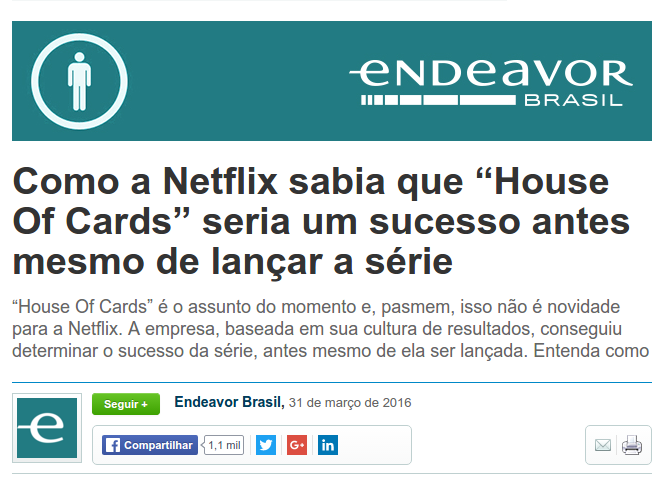 eNDeavor
BRASIL
Como a Netflix sabia que “House
Of Cards” seria um sucesso antes
mesmo de lançar a série
“House Of Cards” é o assunto do momento e, pasmem, isso não é novidade
para a Netflix. A empresa, baseada em sua cultura de resultados, conseguiu
determinar o sucesso da série, antes mesmo de ela ser lançada. Entenda como
Seguir +
Endeavor Brasil, 31 de março de 2016
e
f Compartilhar 1,1 mil G+ in